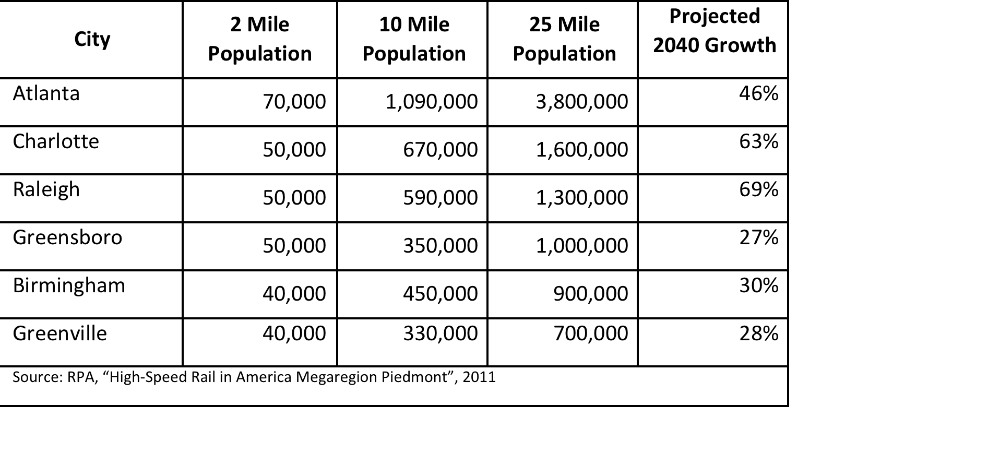 City 2 Mile Population 10 Mile Population 25 Mile Population Projected 2040 Growth
Atlanta 70,000 1,090,000 3,800,000 46%
Charlotte 50,000 670,000 1,600,000 63%
Raleigh 50,000 590,000 1,300,000 69%
Greensboro 50,000 350,000 1,000,000 27%
Birmingham 40,000 450,000 900,000 30%
Greenville 40,000 330,000 700,000 28%
Source: RPA, “High-Speed Rail in America Megaregion Piedmont”, 2011